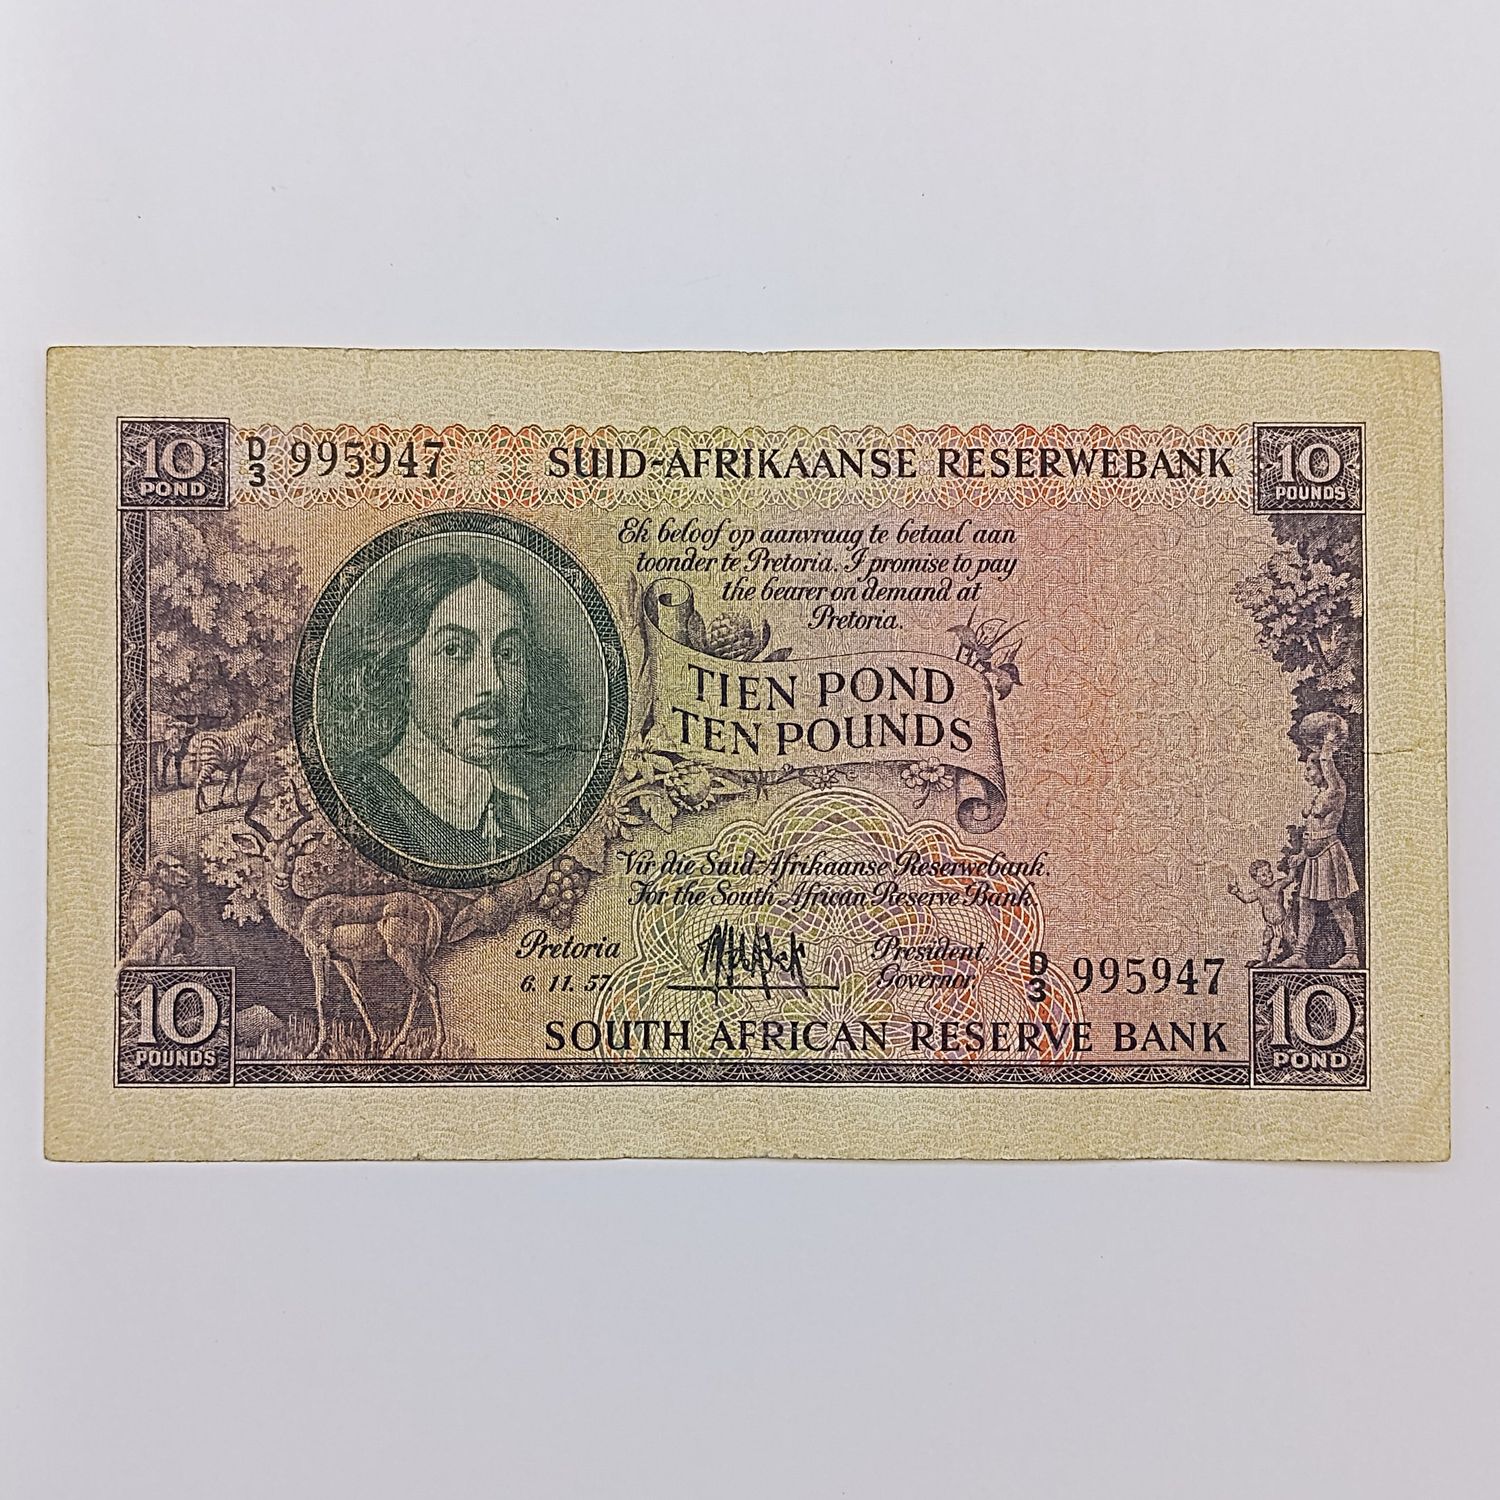 10
POND
D/3 995947
SUID-AFRIKAANSE RESERWEBANK
10
POUNDS
Ek beloof op aanvraag te betaal aan
toonder te Pretoria. I promise to pay
the bearer on demand at
Pretoria.
TIEN POND
TEN POUNDS
Vir die Suid-Afrikaanse Reserwebank.
For the South African Reserve Bank.
Pretoria
6. 11. 57.
President.
Governor.
D/3 995947
10
POUNDS
SOUTH AFRICAN RESERVE BANK
10
POND